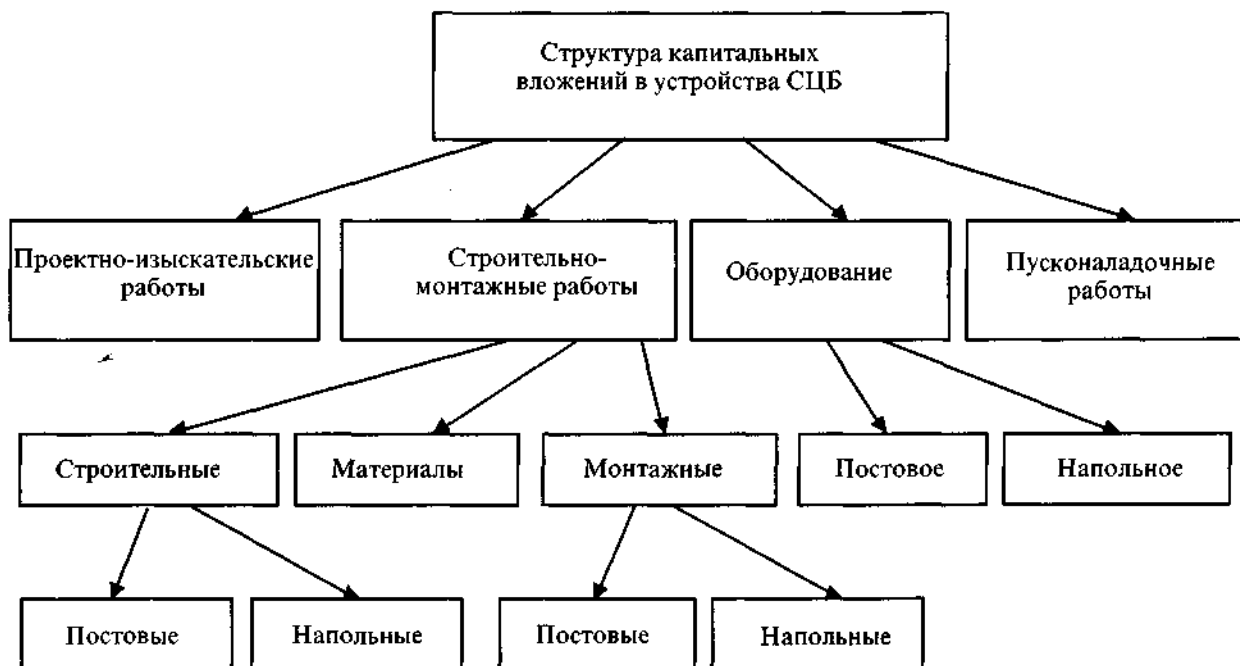 Структура капитальных
вложений в устройства СЦБ
Проектно-изыскательские
работы
Строительно-
монтажные работы
Оборудование
Пусконаладочные
работы
Строительные
Материалы
Монтажные
Постовое
Напольное
Постовые
Напольные
Постовые
Напольные